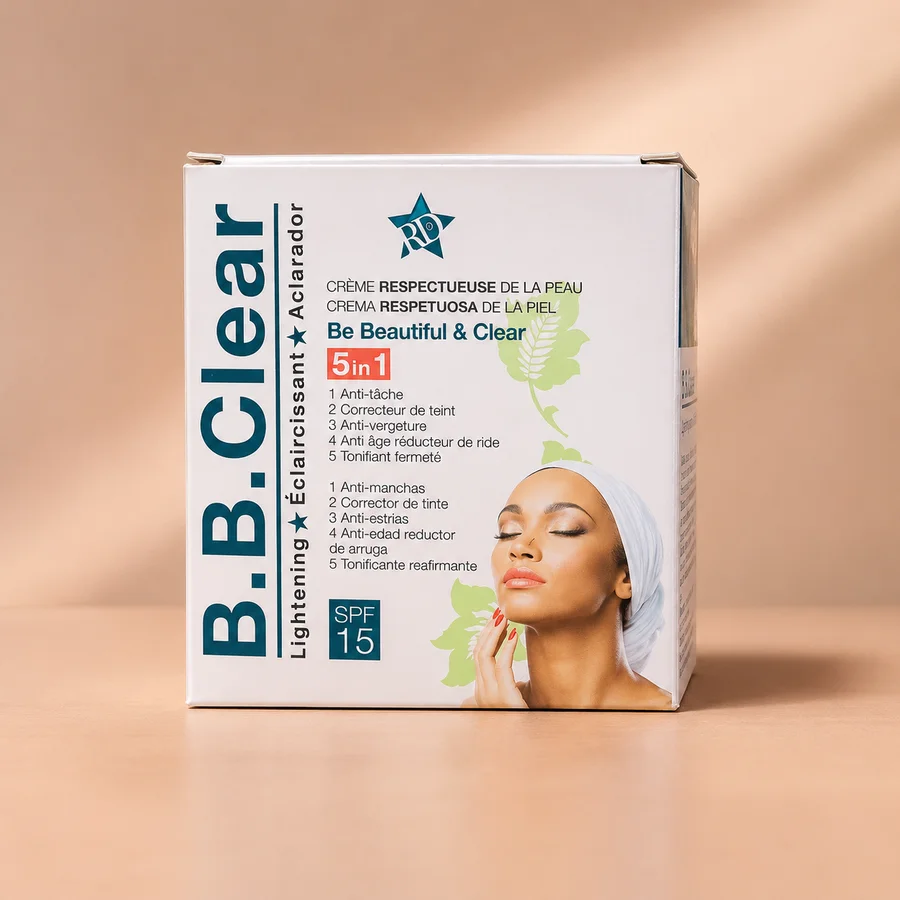 B.B.Clear
Lightening ★ Éclaircissant ★ Aclarador
RD
CRÈME RESPECTUEUSE DE LA PEAU
CREMA RESPETUOSA DE LA PIEL
Be Beautiful & Clear
5 in 1
1 Anti-tâche
2 Correcteur de teint
3 Anti-vergeture
4 Anti âge réducteur de ride
5 Tonifiant fermeté
1 Anti-manchas
2 Corrector de tinte
3 Anti-estrias
4 Anti-edad reductor
de arruga
5 Tonificante reafirmante
SPF
15
B.B.Clear